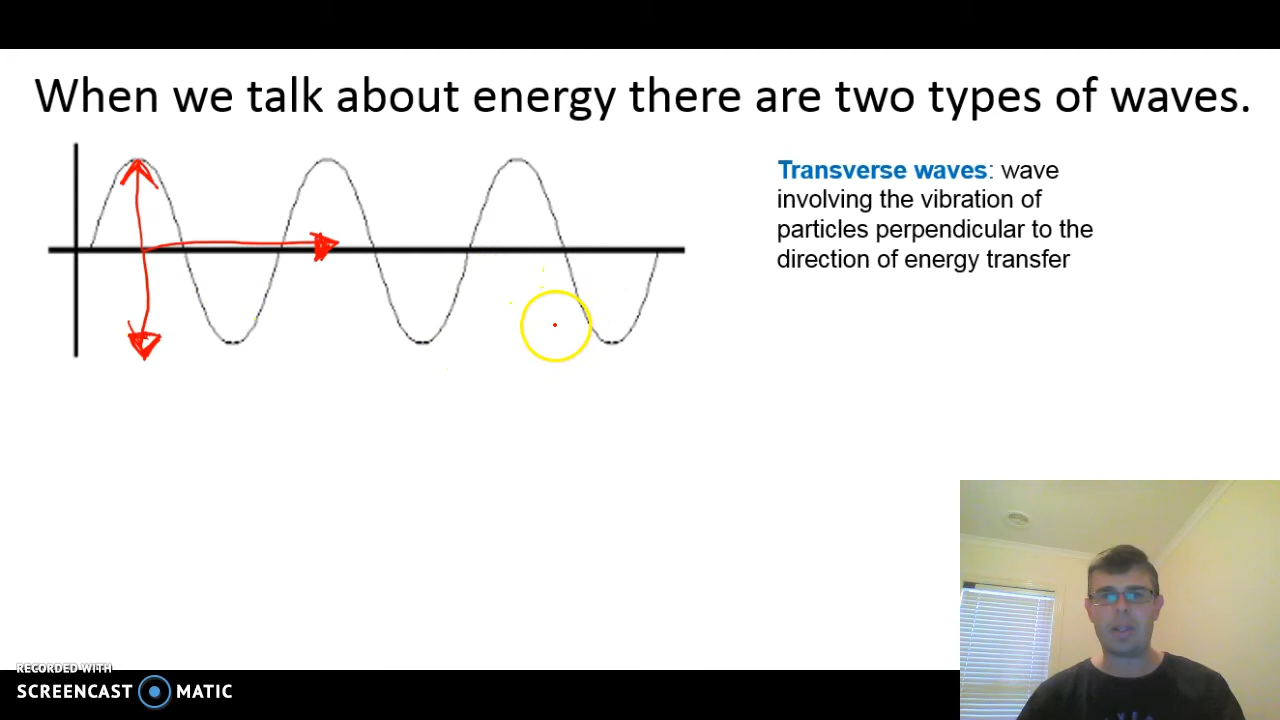 When we talk about energy there are two types of waves.
Transverse waves: wave
involving the vibration of
particles perpendicular to the
direction of energy transfer
RECORDED WITH
SCREENCAST MATIC